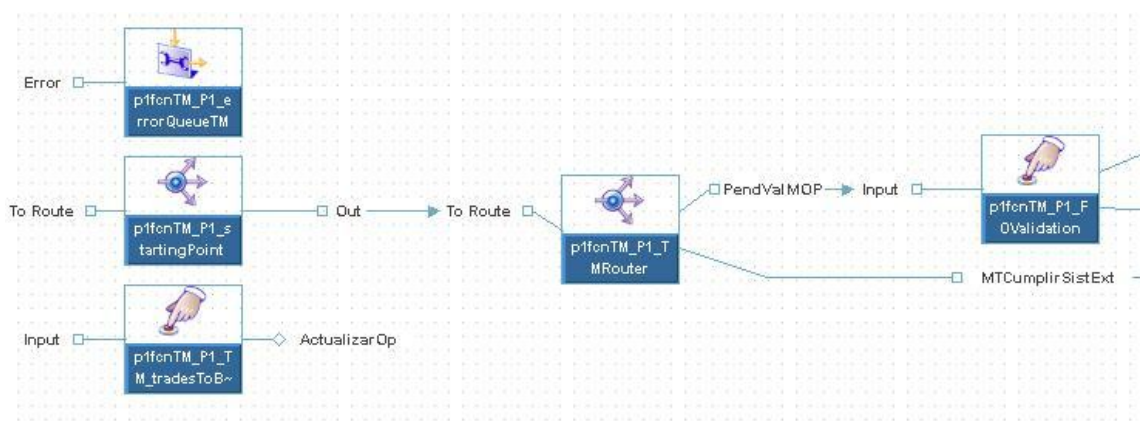 Error
p1fcnTM_P1_e
rrorQueueTM
To Route
p1fcnTM_P1_s
tartingPoint
Out
To Route
p1fcnTM_P1_T
MRouter
PendValMOP
Input
p1fcnTM_P1_F
OValidation
MTCumplirSistExt
Input
p1fcnTM_P1_T
M_tradesToB~
ActualizarOp